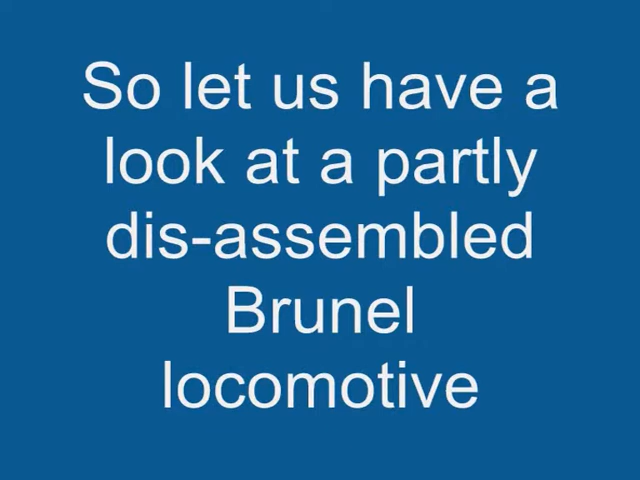 So let us have a
look at a partly
dis-assembled
Brunel
locomotive